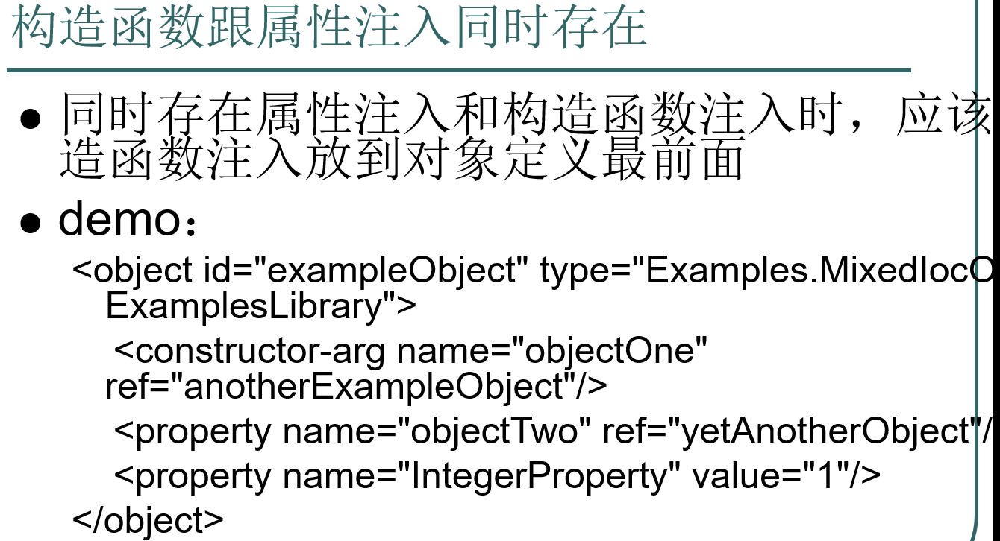 构造函数跟属性注入同时存在
● 同时存在属性注入和构造函数注入时，应该
造函数注入放到对象定义最前面
● demo：
<object id="exampleObject" type="Examples.MixedIocO
ExamplesLibrary">
<constructor-arg name="objectOne"
ref="anotherExampleObject"/>
<property name="objectTwo" ref="yetAnotherObject"/
<property name="IntegerProperty" value="1"/>
</object>